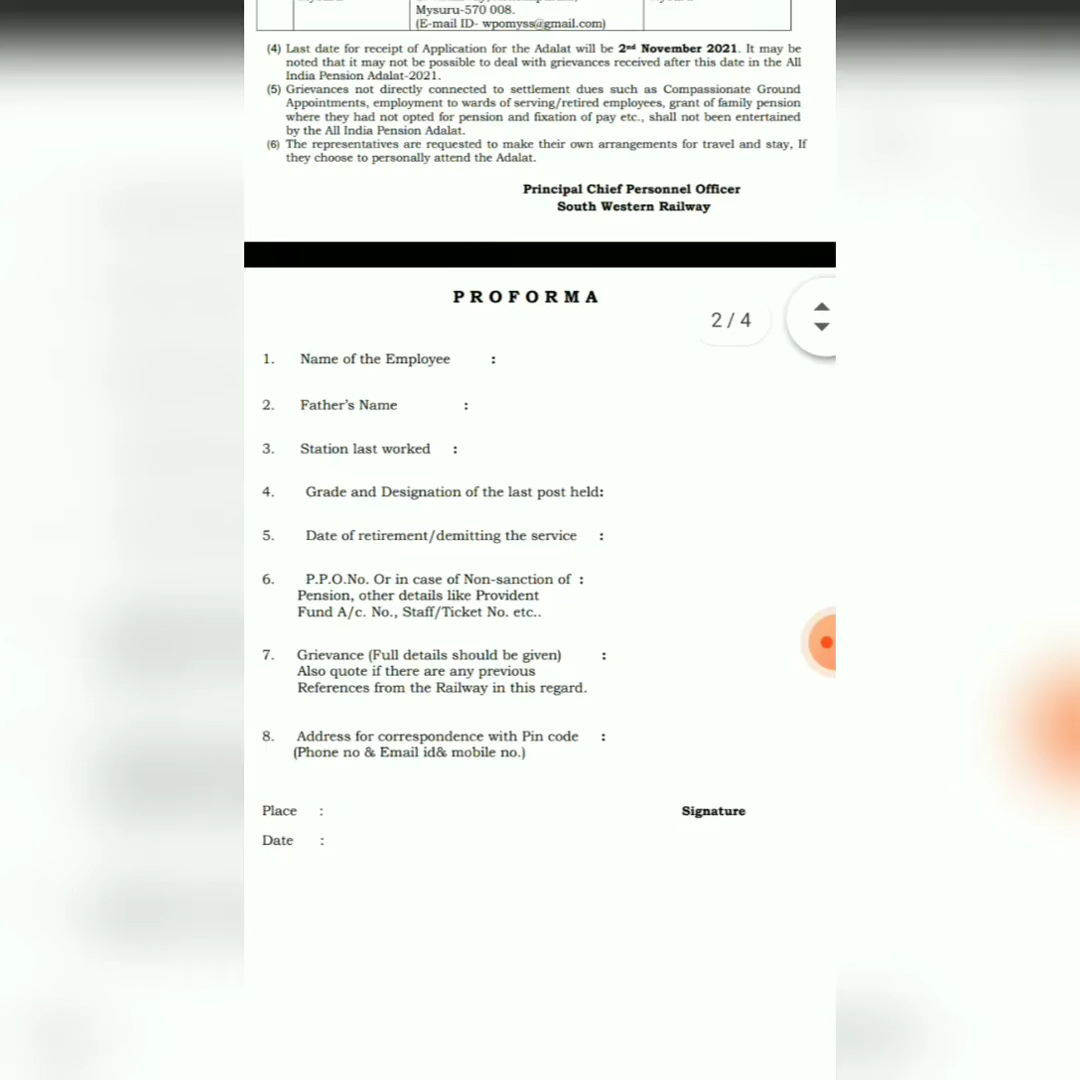 Mysuru-570 008.
(E-mail ID- wpomyss@gmail.com)
(4) Last date for receipt of Application for the Adalat will be 2nd November 2021. It may be
noted that it may not be possible to deal with grievances received after this date in the All
India Pension Adalat-2021.
(5) Grievances not directly connected to settlement dues such as Compassionate Ground
Appointments, employment to wards of serving/retired employees, grant of family pension
where they had not opted for pension and fixation of pay etc., shall not been entertained
by the All India Pension Adalat.
(6) The representatives are requested to make their own arrangements for travel and stay, If
they choose to personally attend the Adalat.
Principal Chief Personnel Officer
South Western Railway
PROFORMA
2 / 4
1. Name of the Employee :
2. Father's Name :
3. Station last worked :
4. Grade and Designation of the last post held:
5. Date of retirement/demitting the service :
6. P.P.O.No. Or in case of Non-sanction of :
Pension, other details like Provident
Fund A/c. No., Staff/Ticket No. etc..
7. Grievance (Full details should be given) :
Also quote if there are any previous
References from the Railway in this regard.
8. Address for correspondence with Pin code :
(Phone no & Email id& mobile no.)
Place : Signature
Date :